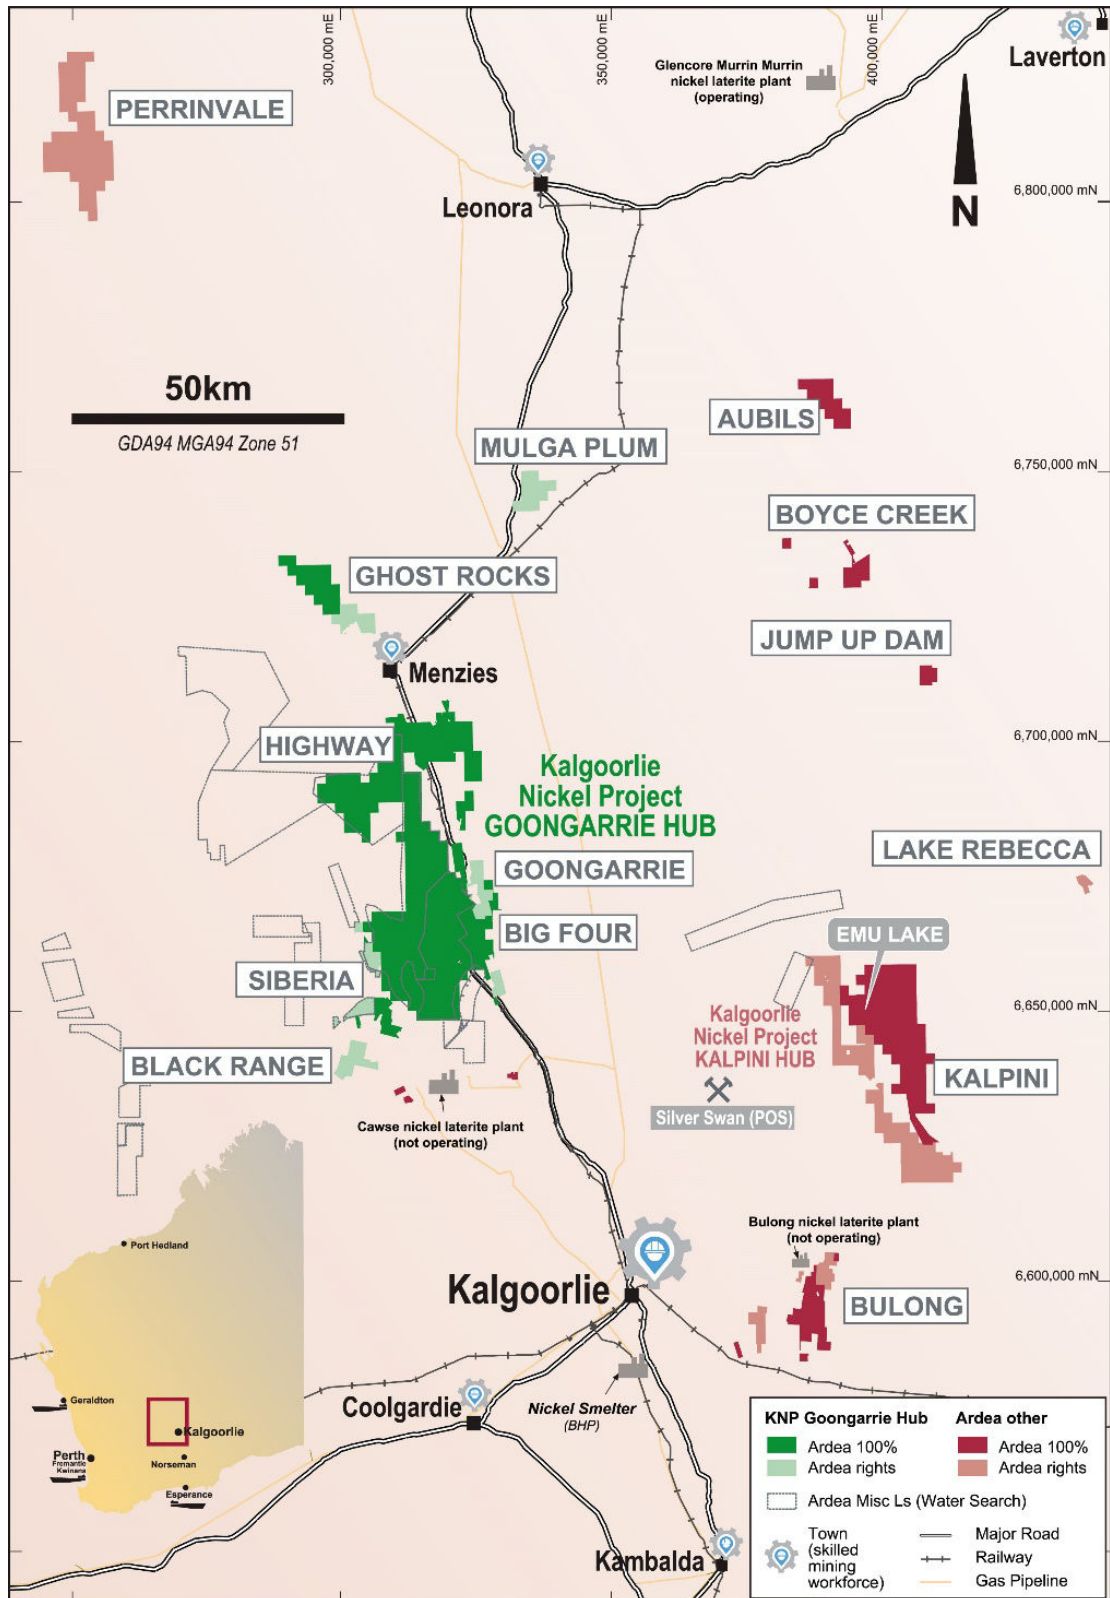 300,000 mE
350,000 mE
400,000 mE
Laverton
Glencore Murrin Murrin
nickel laterite plant
(operating)
PERRINVALE
N
6,800,000 mN
Leonora
50km
GDA94 MGA94 Zone 51
AUBILS
MULGA PLUM
6,750,000 mN
BOYCE CREEK
GHOST ROCKS
JUMP UP DAM
Menzies
HIGHWAY
6,700,000 mN
Kalgoorlie
Nickel Project
GOONGARRIE HUB
LAKE REBECCA
GOONGARRIE
BIG FOUR
EMU LAKE
SIBERIA
6,650,000 mN
Kalgoorlie
Nickel Project
KALPINI HUB
BLACK RANGE
KALPINI
Silver Swan (POS)
Cawse nickel laterite plant
(not operating)
Bulong nickel laterite plant
(not operating)
Port Hedland
6,600,000 mN
Kalgoorlie
BULONG
Geraldton
Kalgoorlie
Perth
Fremantle
Kwinana
Norseman
Esperance
Coolgardie
Nickel Smelter
(BHP)
Kambalda
KNP Goongarrie Hub
Ardea other
Ardea 100%
Ardea 100%
Ardea rights
Ardea rights
Ardea Misc Ls (Water Search)
Town
(skilled
mining
workforce)
Major Road
Railway
Gas Pipeline